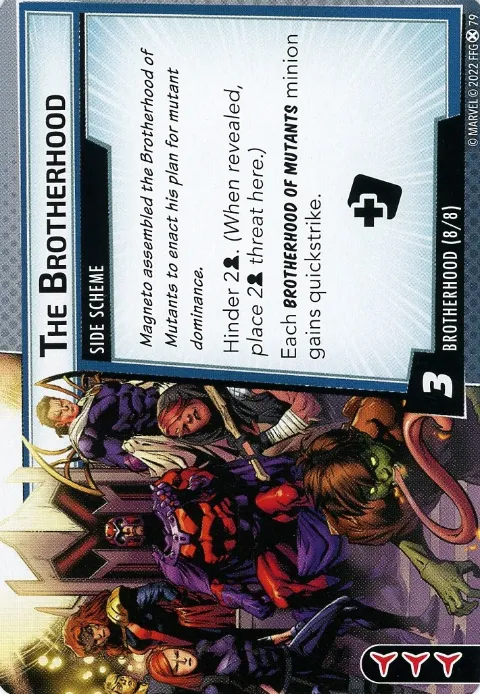 THE BROTHERHOOD
SIDE SCHEME
Magneto assembled the Brotherhood of
Mutants to enact his plan for mutant
dominance.
Hinder 2. (When revealed,
place 2 threat here.)
Each BROTHERHOOD OF MUTANTS minion
gains quickstrike.
3
BROTHERHOOD (8/8)
© MARVEL © 2022 FFG 79